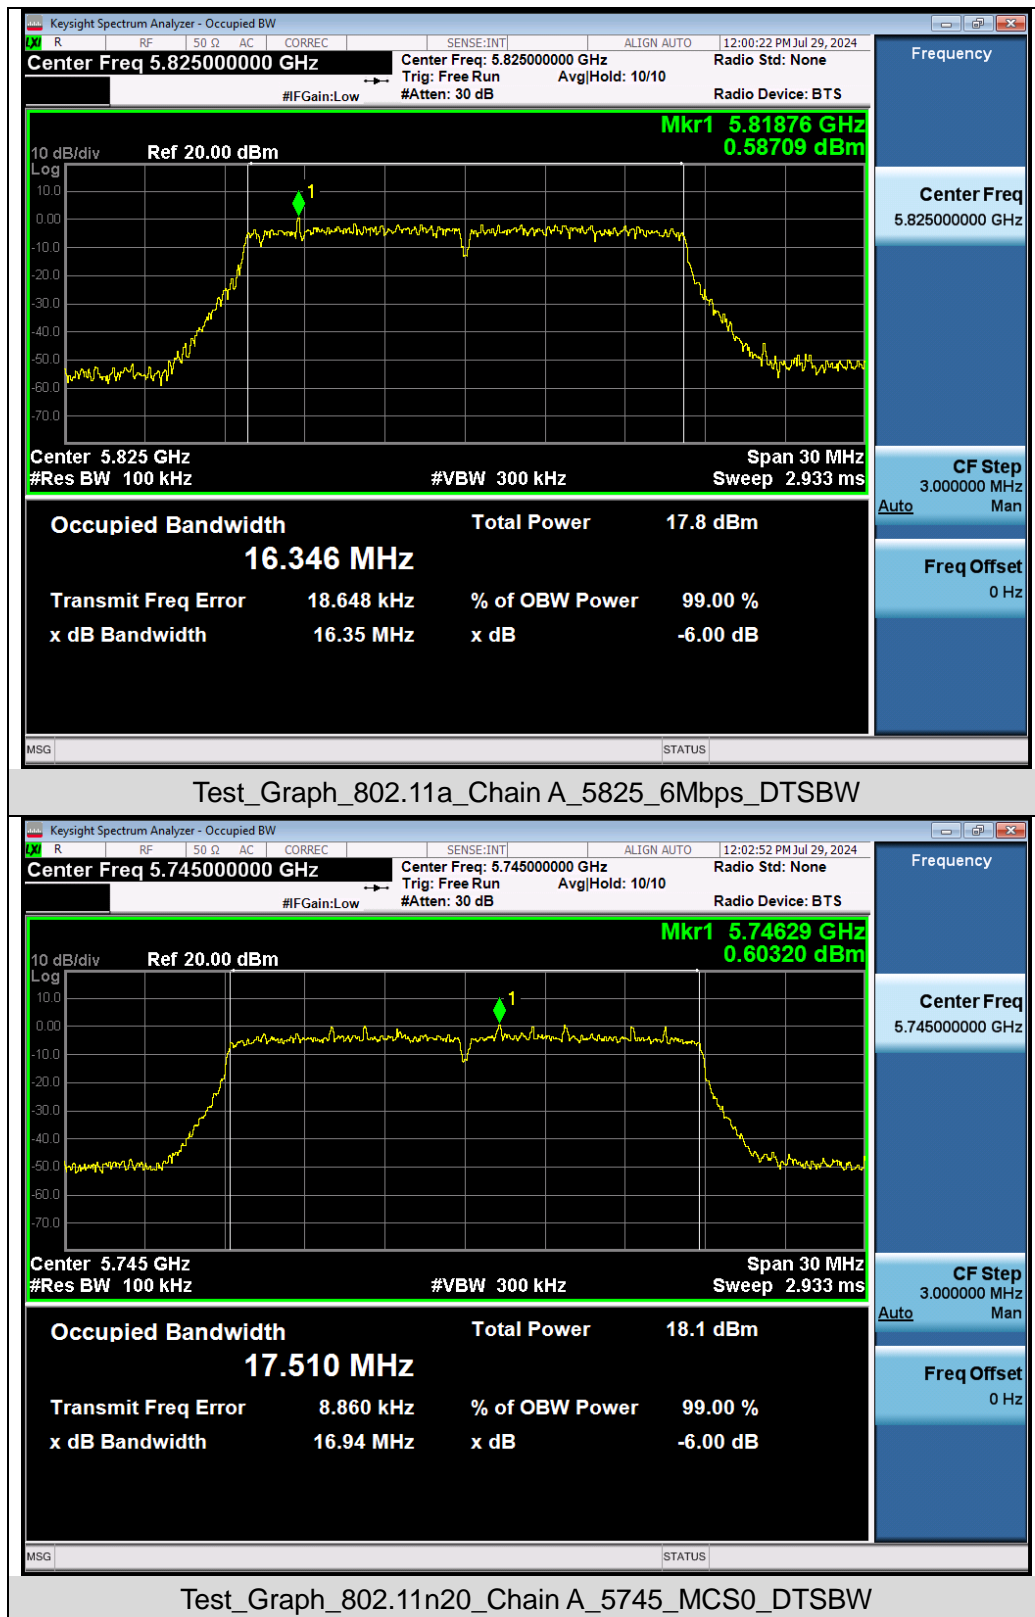 Keysight Spectrum Analyzer - Occupied BW
LXI R RF 50 Ω AC CORREC SENSE:INT ALIGN AUTO 12:00:22 PM Jul 29, 2024
Center Freq 5.825000000 GHz Center Freq: 5.825000000 GHz Radio Std: None
Trig: Free Run Avg|Hold: 10/10
#IFGain:Low #Atten: 30 dB Radio Device: BTS
Frequency
Mkr1 5.81876 GHz
0.58709 dBm
10 dB/div Ref 20.00 dBm
Log
10.0
0.00
-10.0
-20.0
-30.0
-40.0
-50.0
-60.0
-70.0
1
Center Freq
5.825000000 GHz
Center 5.825 GHz Span 30 MHz
#Res BW 100 kHz #VBW 300 kHz Sweep 2.933 ms
CF Step
3.000000 MHz
Auto Man
Freq Offset
0 Hz
Occupied Bandwidth Total Power 17.8 dBm
16.346 MHz
Transmit Freq Error 18.648 kHz % of OBW Power 99.00 %
x dB Bandwidth 16.35 MHz x dB -6.00 dB
MSG STATUS
Test_Graph_802.11a_Chain A_5825_6Mbps_DTSBW
Keysight Spectrum Analyzer - Occupied BW
LXI R RF 50 Ω AC CORREC SENSE:INT ALIGN AUTO 12:02:52 PM Jul 29, 2024
Center Freq 5.745000000 GHz Center Freq: 5.745000000 GHz Radio Std: None
Trig: Free Run Avg|Hold: 10/10
#IFGain:Low #Atten: 30 dB Radio Device: BTS
Frequency
Mkr1 5.74629 GHz
0.60320 dBm
10 dB/div Ref 20.00 dBm
Log
10.0
0.00
-10.0
-20.0
-30.0
-40.0
-50.0
-60.0
-70.0
1
Center Freq
5.745000000 GHz
Center 5.745 GHz Span 30 MHz
#Res BW 100 kHz #VBW 300 kHz Sweep 2.933 ms
CF Step
3.000000 MHz
Auto Man
Freq Offset
0 Hz
Occupied Bandwidth Total Power 18.1 dBm
17.510 MHz
Transmit Freq Error 8.860 kHz % of OBW Power 99.00 %
x dB Bandwidth 16.94 MHz x dB -6.00 dB
MSG STATUS
Test_Graph_802.11n20_Chain A_5745_MCS0_DTSBW